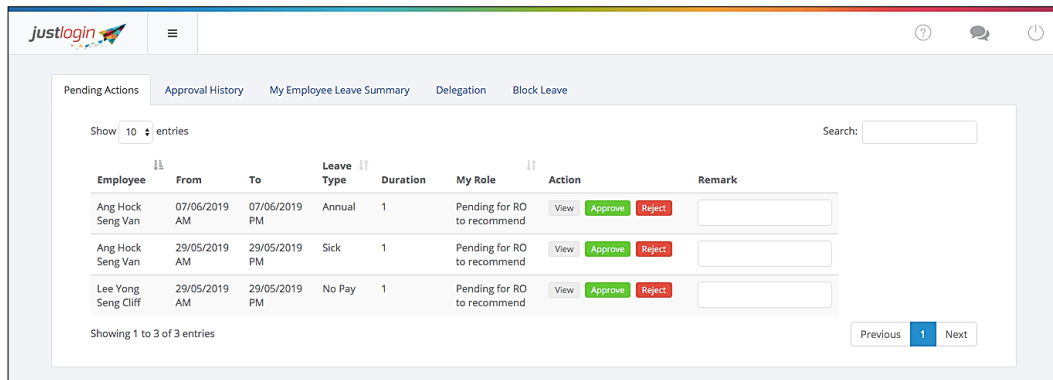 justlogin
Pending Actions Approval History My Employee Leave Summary Delegation Block Leave
Show 10 entries Search:
Employee From To Leave Type Duration My Role Action Remark
Ang Hock 07/06/2019 07/06/2019 Annual 1 Pending for RO View Approve Reject
Seng Van AM PM to recommend
Ang Hock 29/05/2019 29/05/2019 Sick 1 Pending for RO View Approve Reject
Seng Van AM PM to recommend
Lee Yong 29/05/2019 29/05/2019 No Pay 1 Pending for RO View Approve Reject
Seng Cliff AM PM to recommend
Showing 1 to 3 of 3 entries Previous 1 Next